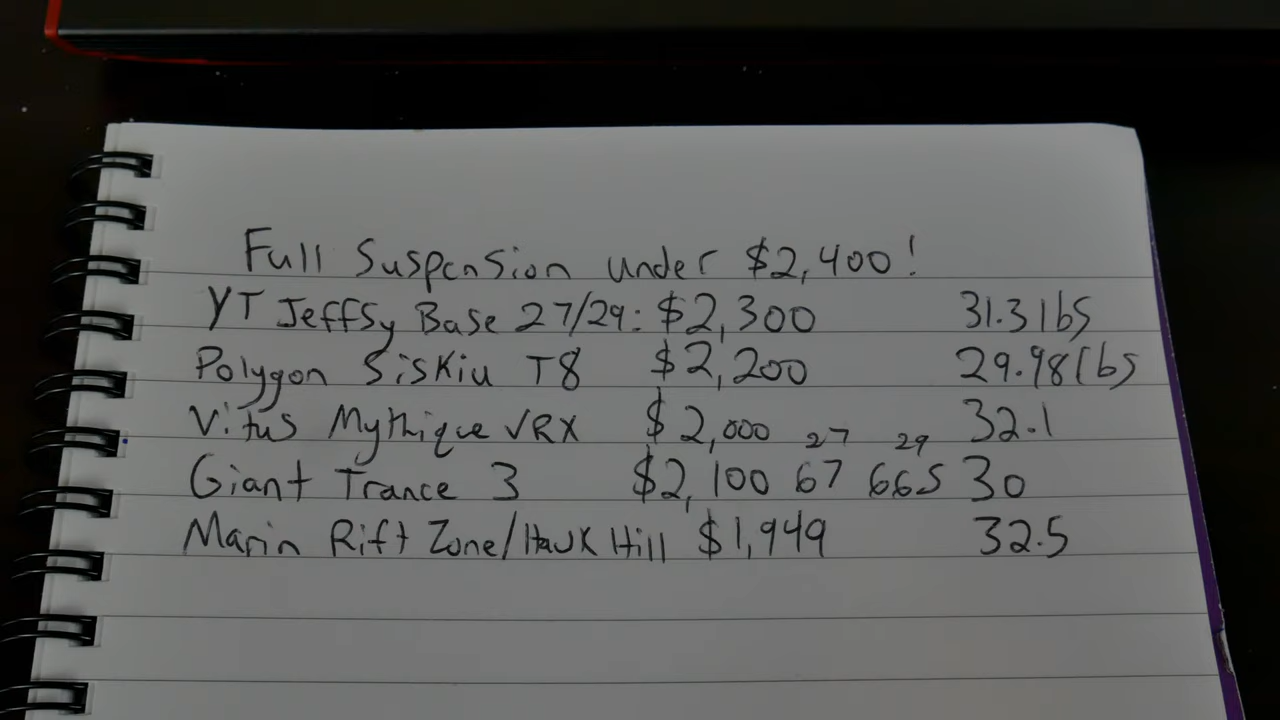 Full Suspension under $2,400!
YT Jeffsy Base 27/29: $2,300 31.3 lbs
Polygon Siskiu T8 $2,200 29.98 lbs
Vitus Mythique VRX $2,000 32.1
27 29
Giant Trance 3 $2,100 67 665 30
Marin Rift Zone/Hawk Hill $1,949 32.5